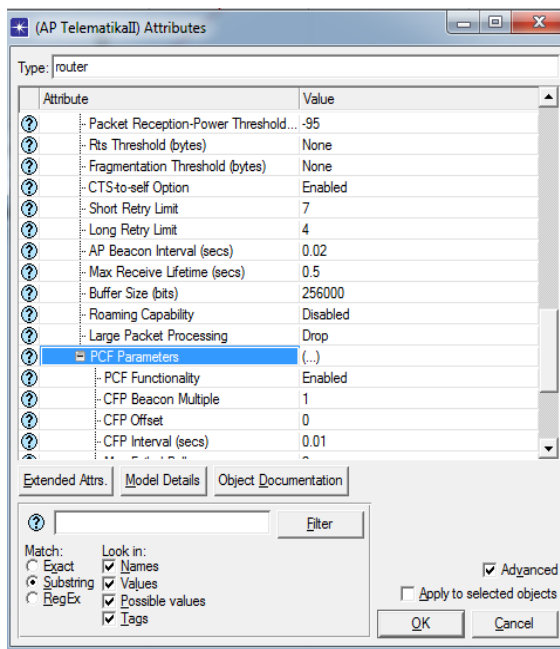 (AP TelematikaII) Attributes
Type: router
Attribute Value
Packet Reception-Power Threshold... -95
Rts Threshold (bytes) None
Fragmentation Threshold (bytes) None
CTS-to-self Option Enabled
Short Retry Limit 7
Long Retry Limit 4
AP Beacon Interval (secs) 0.02
Max Receive Lifetime (secs) 0.5
Buffer Size (bits) 256000
Roaming Capability Disabled
Large Packet Processing Drop
PCF Parameters (...)
PCF Functionality Enabled
CFP Beacon Multiple 1
CFP Offset 0
CFP Interval (secs) 0.01
Extended Attrs. Model Details Object Documentation
Filter
Match: Look in:
Exact Names
Substring Values
RegEx Possible values
Tags
Advanced
Apply to selected objects
OK Cancel